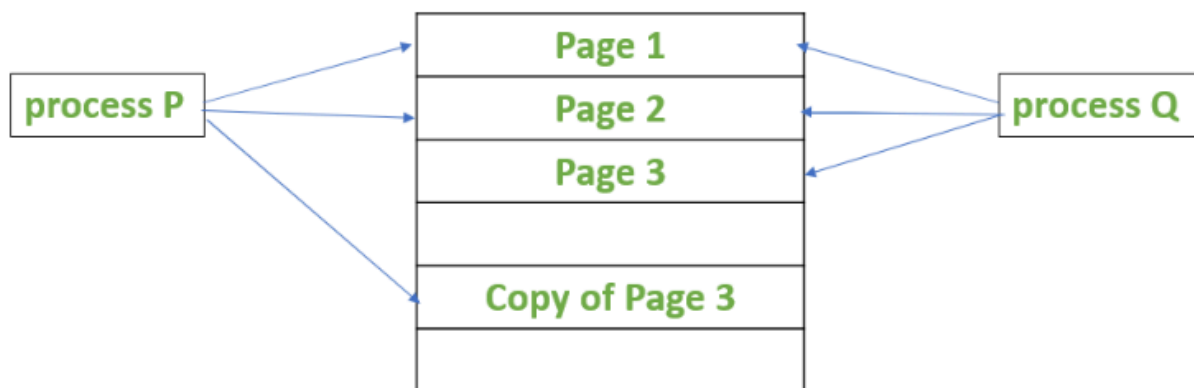 Page 1
process P
Page 2
process Q
Page 3
Copy of Page 3